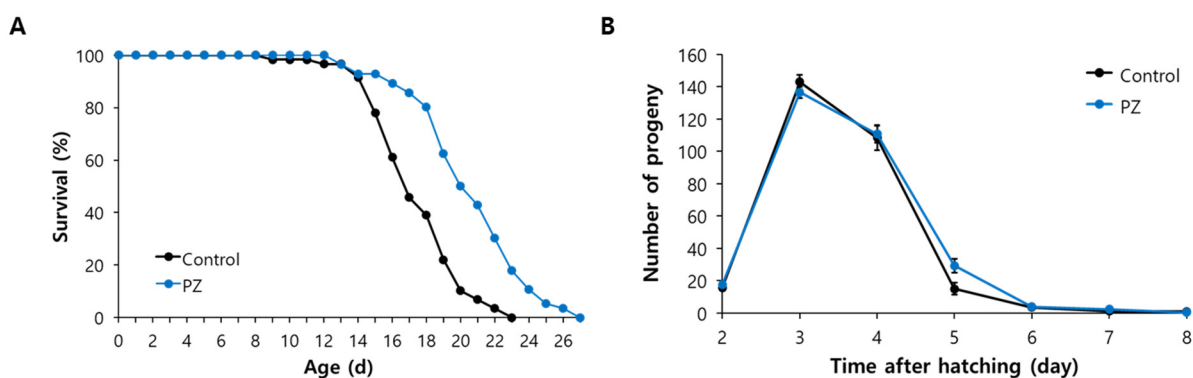 A
100
80
60
40
20
0
Survival (%)
Control
PZ
0 2 4 6 8 10 12 14 16 18 20 22 24 26
Age (d)
B
160
140
120
100
80
60
40
20
0
Number of progeny
Control
PZ
2 3 4 5 6 7 8
Time after hatching (day)